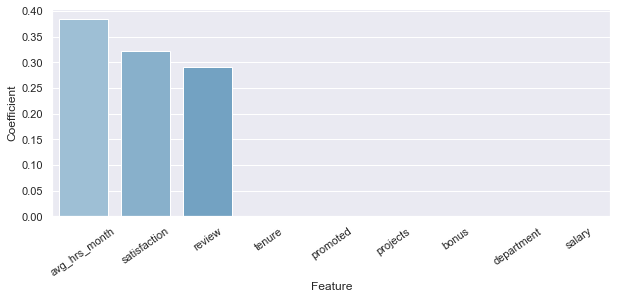 0.40
0.35
0.30
0.25
0.20
0.15
0.10
0.05
0.00
Coefficient
avg_hrs_month
satisfaction
review
tenure
promoted
projects
bonus
department
salary
Feature